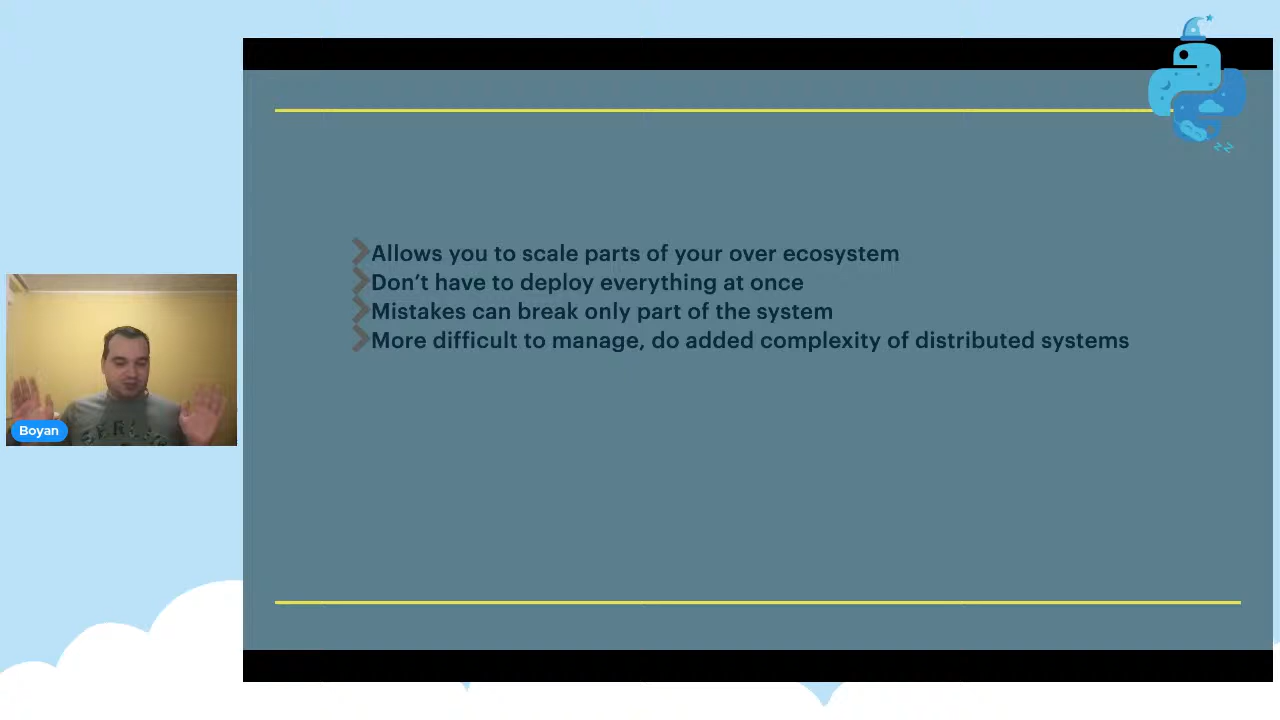 Allows you to scale parts of your over ecosystem
Don’t have to deploy everything at once
Mistakes can break only part of the system
More difficult to manage, do added complexity of distributed systems
Boyan
zz